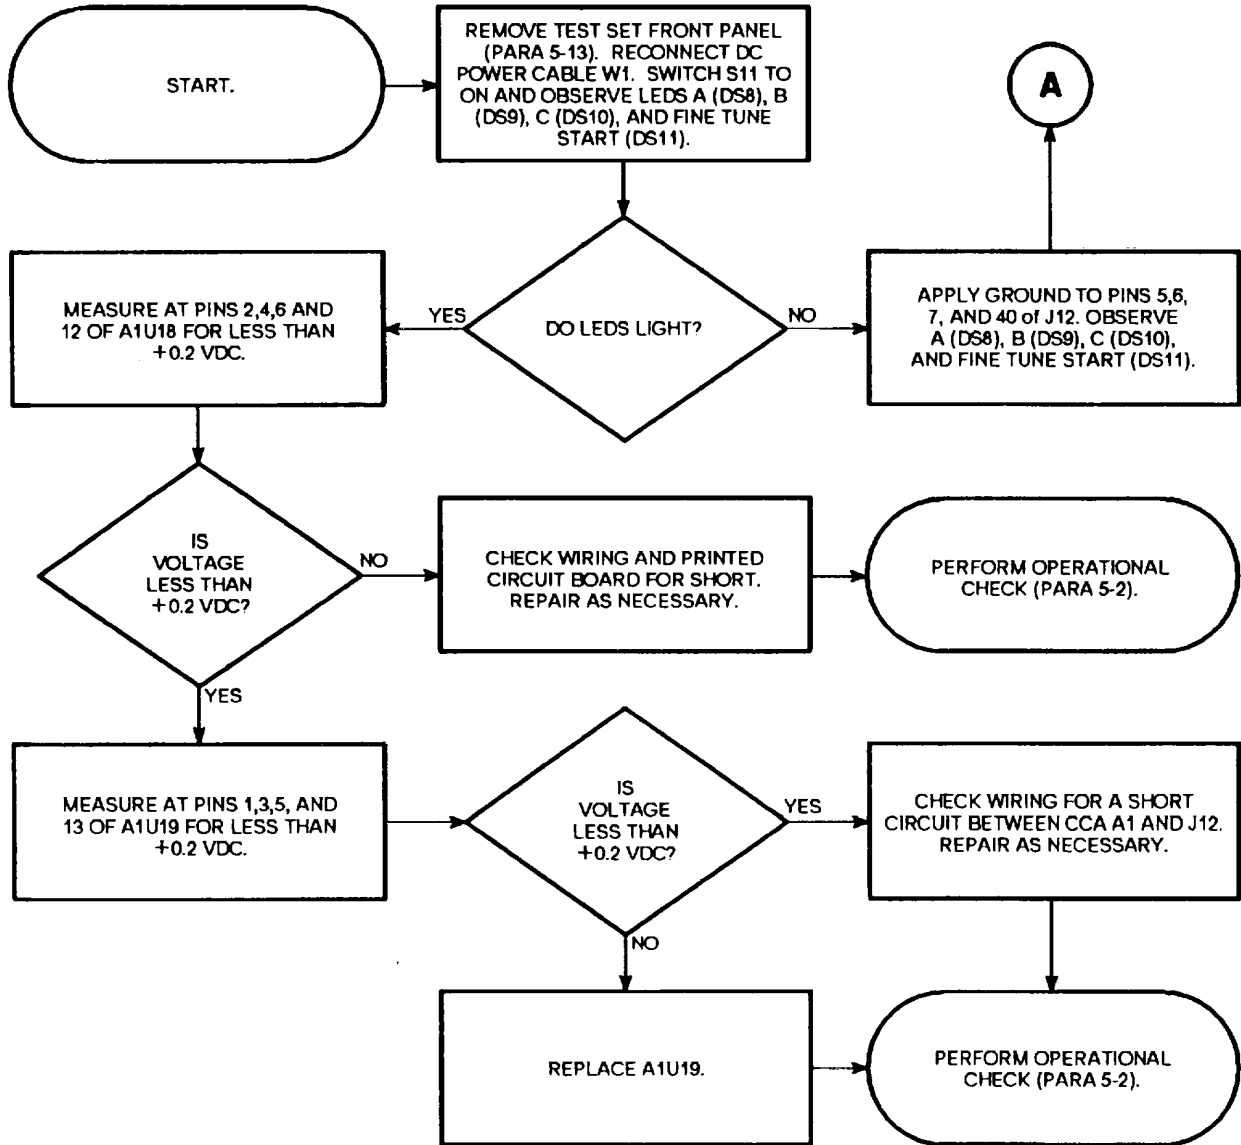 START.
REMOVE TEST SET FRONT PANEL
(PARA 5-13). RECONNECT DC
POWER CABLE W1. SWITCH S11 TO
ON AND OBSERVE LEDS A (DS8), B
(DS9), C (DS10), AND FINE TUNE
START (DS11).
A
MEASURE AT PINS 2,4,6 AND
12 OF A1U18 FOR LESS THAN
+0.2 VDC.
YES
DO LEDS LIGHT?
NO
APPLY GROUND TO PINS 5,6,
7, AND 40 of J12. OBSERVE
A (DS8), B (DS9), C (DS10),
AND FINE TUNE START (DS11).
IS
VOLTAGE
LESS THAN
+0.2 VDC?
NO
CHECK WIRING AND PRINTED
CIRCUIT BOARD FOR SHORT.
REPAIR AS NECESSARY.
PERFORM OPERATIONAL
CHECK (PARA 5-2).
YES
MEASURE AT PINS 1,3,5, AND
13 OF A1U19 FOR LESS THAN
+0.2 VDC.
IS
VOLTAGE
LESS THAN
+0.2 VDC?
YES
CHECK WIRING FOR A SHORT
CIRCUIT BETWEEN CCA A1 AND J12.
REPAIR AS NECESSARY.
NO
REPLACE A1U19.
PERFORM OPERATIONAL
CHECK (PARA 5-2).